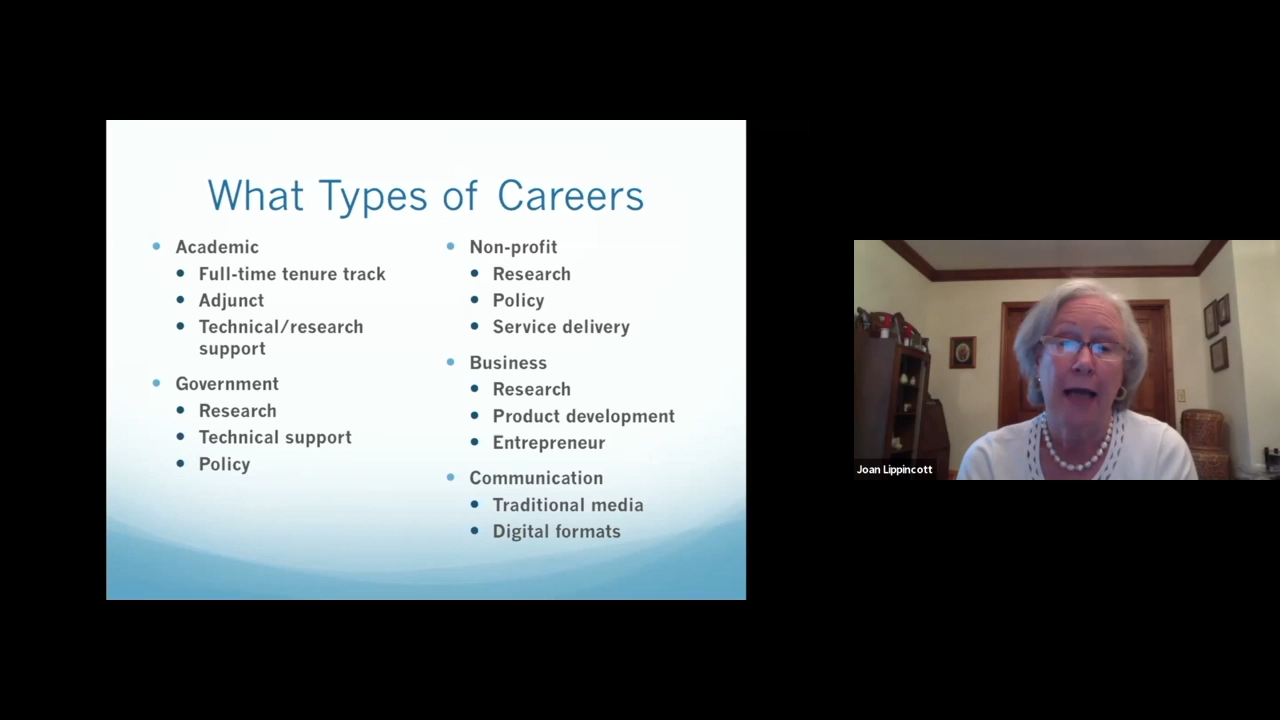 What Types of Careers
Academic
Full-time tenure track
Adjunct
Technical/research
support
Government
Research
Technical support
Policy
Non-profit
Research
Policy
Service delivery
Business
Research
Product development
Entrepreneur
Communication
Traditional media
Digital formats
Joan Lippincott